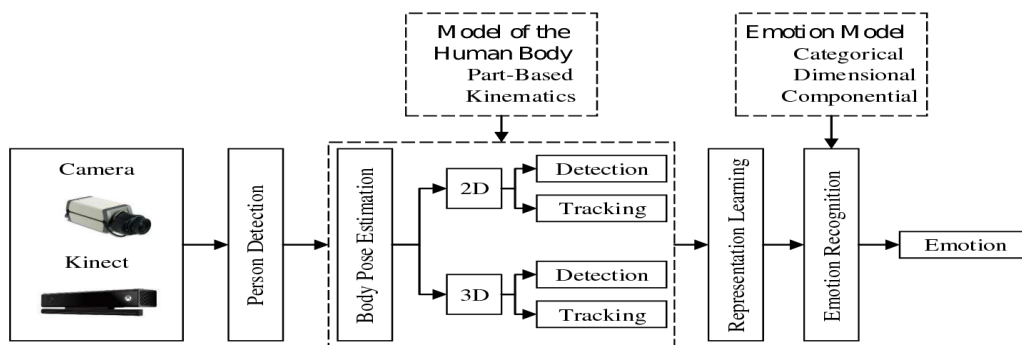 Model of the
Human Body
Part-Based
Kinematics
Emotion Model
Categorical
Dimensional
Componential
Camera
Kinect
Person Detection
Body Pose Estimation
2D
Detection
Tracking
3D
Detection
Tracking
Representation Learning
Emotion Recognition
Emotion